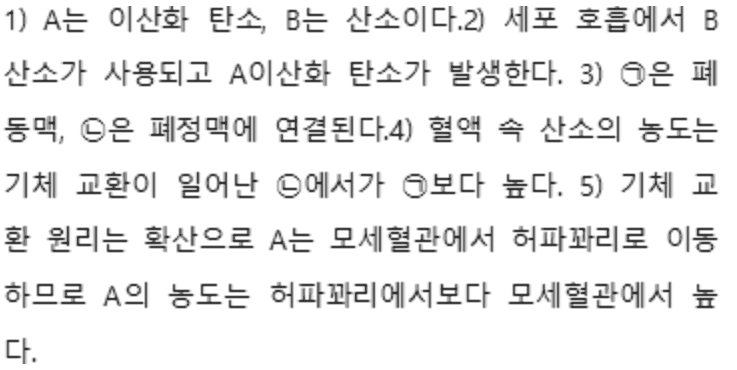 1) A는 이산화 탄소, B는 산소이다.2) 세포 호흡에서 B
산소가 사용되고 A이산화 탄소가 발생한다. 3) ㉠은 폐
동맥, ㉡은 폐정맥에 연결된다.4) 혈액 속 산소의 농도는
기체 교환이 일어난 ㉡에서가 ㉠보다 높다. 5) 기체 교
환 원리는 확산으로 A는 모세혈관에서 허파꽈리로 이동
하므로 A의 농도는 허파꽈리에서보다 모세혈관에서 높
다.